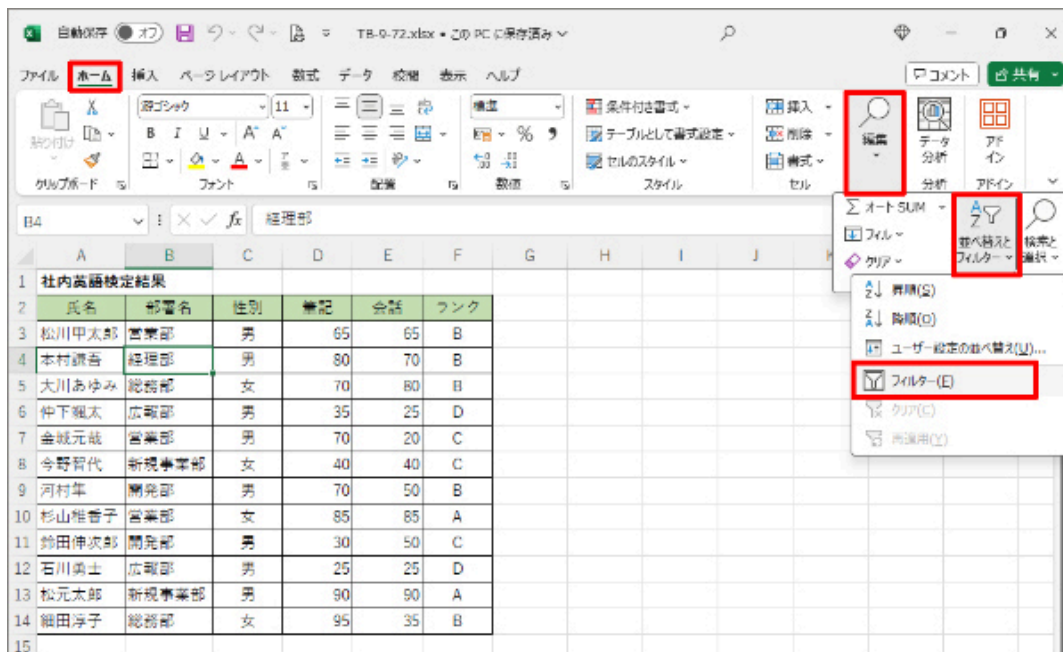 自動保存 オフ TB-9-72.xlsx • この PC に保存済み
ファイル ホーム 挿入 ページ レイアウト 数式 データ 校閲 表示 ヘルプ コメント 共有
貼り付け 游ゴシック 11 標準 条件付き書式 挿入 編集 データ分析 アドイン
B I U A A % 9 テーブルとして書式設定 削除
A セルのスタイル 書式
クリップボード フォント 配置 数値 スタイル セル 分析 アドイン
B4 fx 経理部
Σ オート SUM 並べ替えとフィルター 検索と選択
フィル
クリア
A B C D E F G H I J K
昇順(S)
降順(O)
ユーザー設定の並べ替え(U)...
フィルター(E)
クリア(C)
再適用(Y)
1 社内英語検定結果
2 氏名 部署名 性別 筆記 会話 ランク
3 松川甲太郎 営業部 男 65 65 B
4 本村謙吾 経理部 男 80 70 B
5 大川あゆみ 総務部 女 70 80 B
6 仲下颯太 広報部 男 35 25 D
7 金城元哉 営業部 男 70 20 C
8 今野智代 新規事業部 女 40 40 C
9 河村隼 開発部 男 70 50 B
10 杉山雅香子 営業部 女 85 85 A
11 鈴田伸次郎 開発部 男 30 50 C
12 石川勇士 広報部 男 25 25 D
13 松元太郎 新規事業部 男 90 90 A
14 細田淳子 総務部 女 95 35 B
15